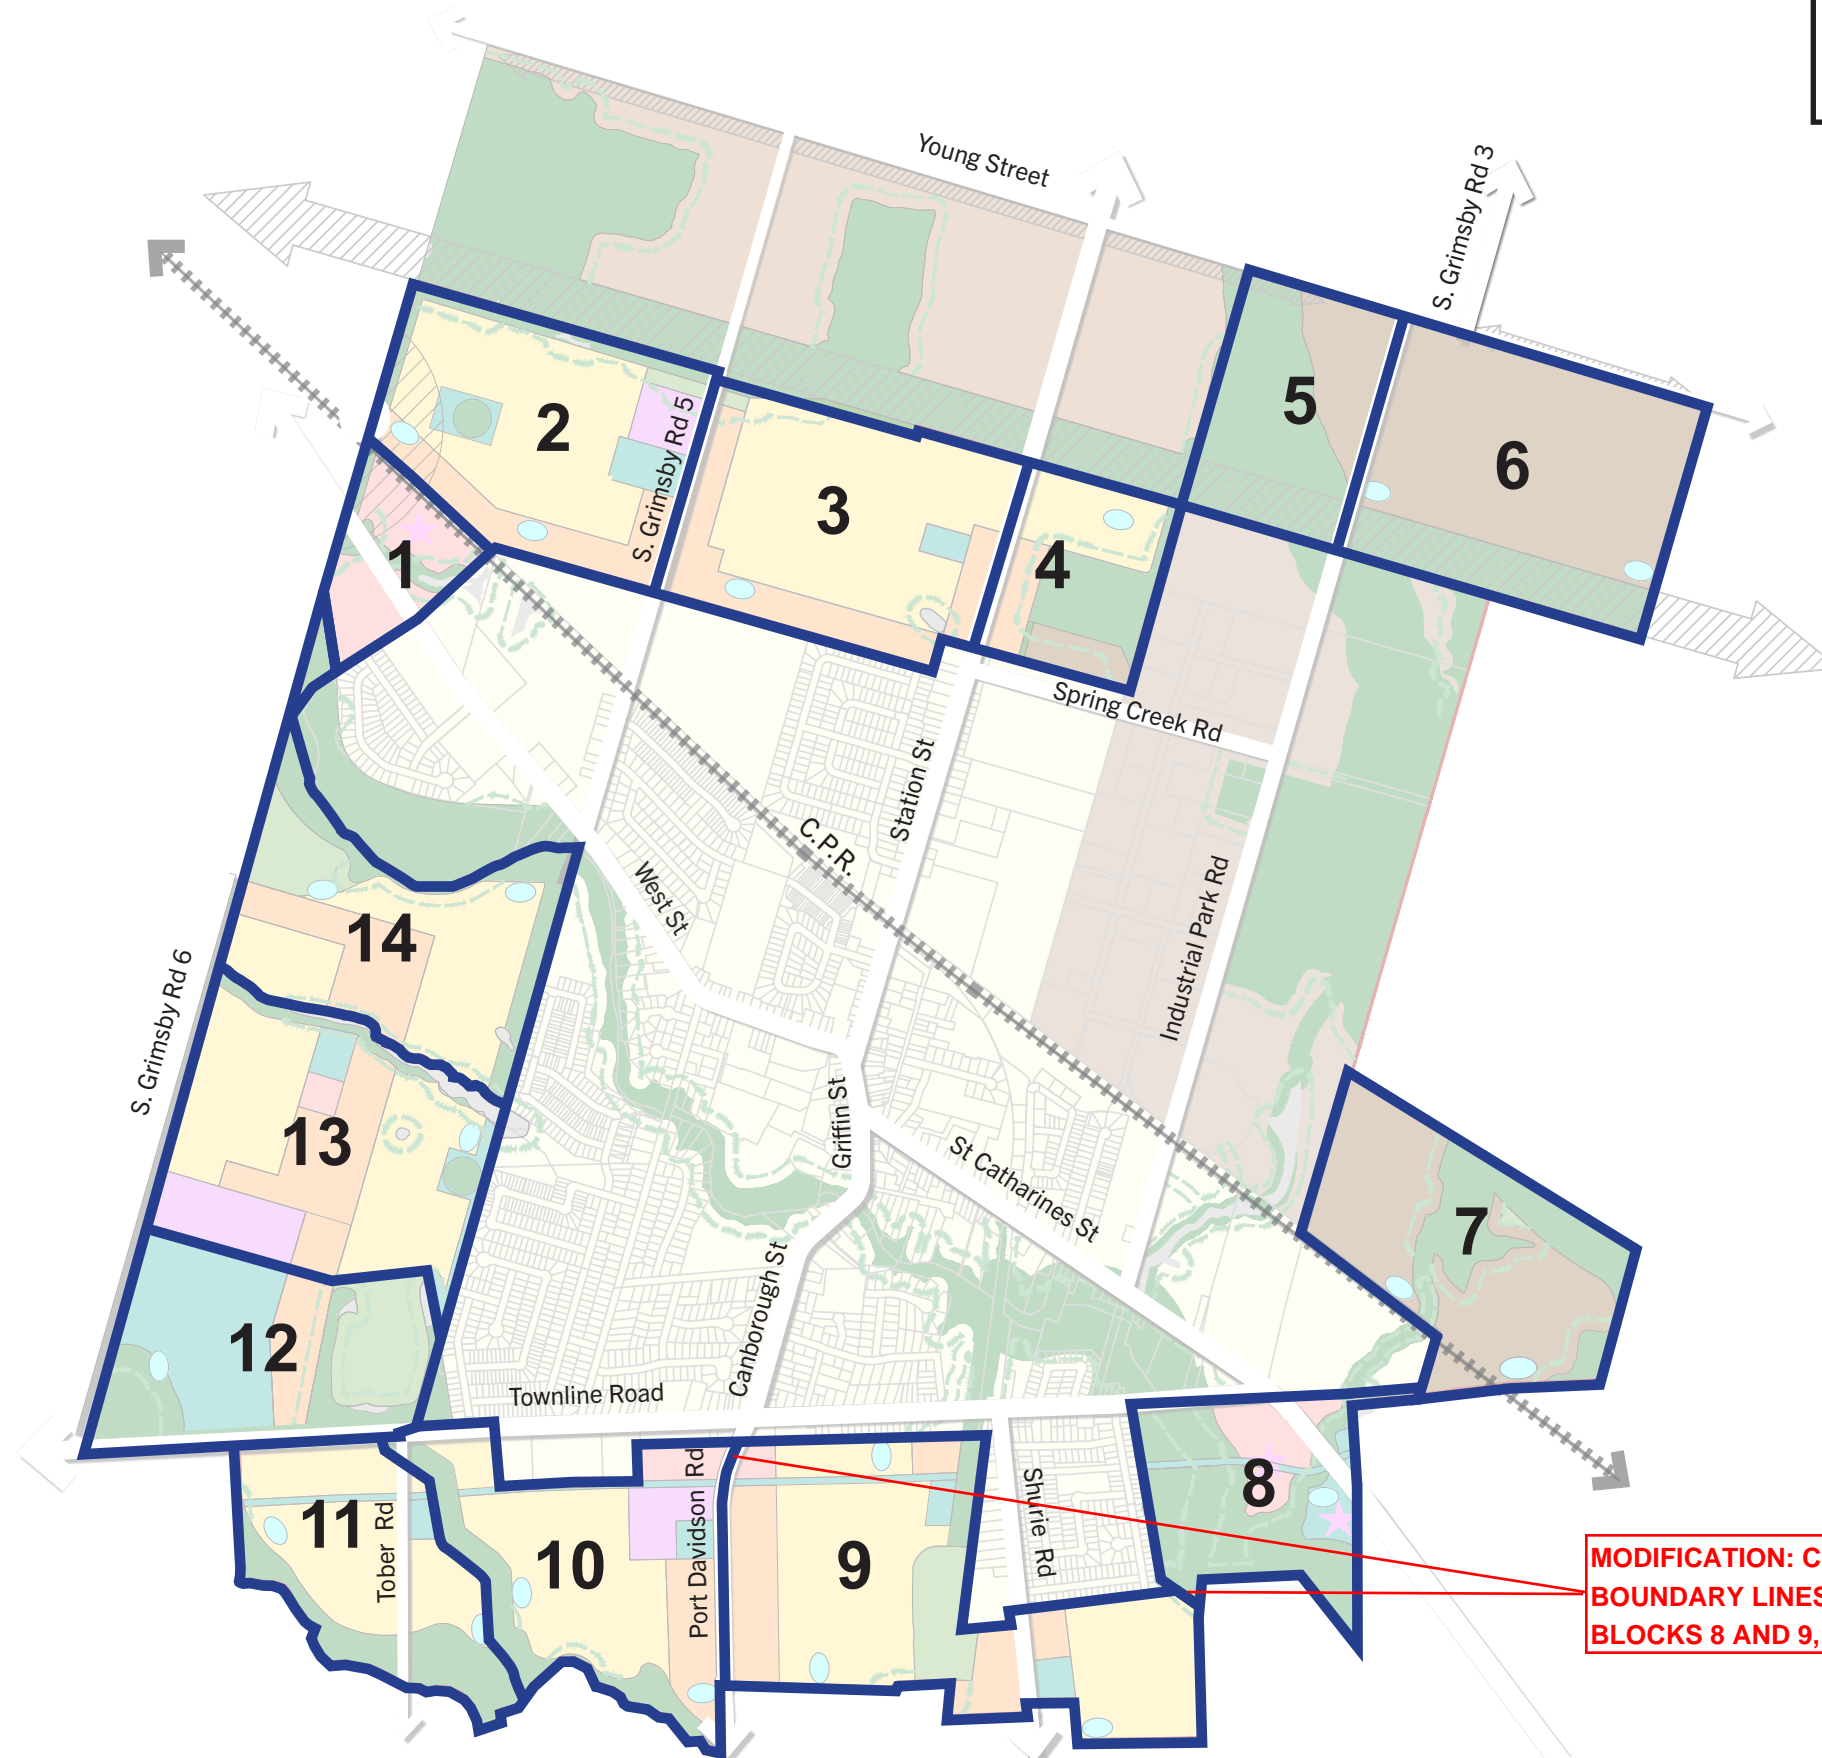 Young Street
S. Grimsby Rd 3
5
6
2
S. Grimsby Rd 5
3
4
1
Spring Creek Rd
Station St
C.P.R.
West St
Industrial Park Rd
14
S. Grimsby Rd 6
13
Griffin St
St Catharines St
7
12
Canborough St
Townline Road
Port Davidson Rd
Shurie Rd
8
11
Tober Rd
10
9
MODIFICATION: C
BOUNDARY LINES
BLOCKS 8 AND 9,